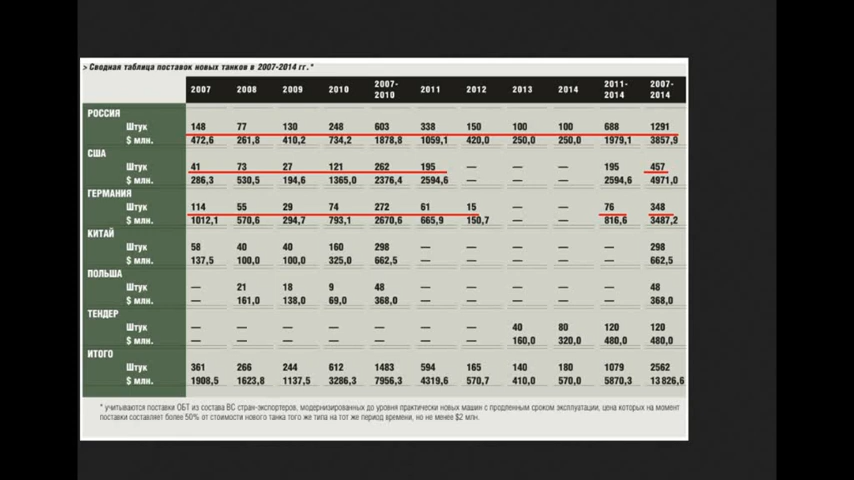 > Сводная таблица поставок новых танков в 2007-2014 гг.*
2007 2008 2009 2010 2007-2010 2011 2012 2013 2014 2011-2014 2007-2014
РОССИЯ
Штук 148 77 130 248 603 338 150 100 100 688 1291
$ млн. 472,6 261,8 410,2 734,2 1878,8 1059,1 420,0 250,0 250,0 1979,1 3857,9
США
Штук 41 73 27 121 262 195 — — — 195 457
$ млн. 286,3 530,5 194,6 1365,0 2376,4 2594,6 — — — 2594,6 4971,0
ГЕРМАНИЯ
Штук 114 55 29 74 272 61 15 — — 76 348
$ млн. 1012,1 570,6 294,7 793,1 2670,6 665,9 150,7 — — 816,6 3487,2
КИТАЙ
Штук 58 40 40 160 298 — — — — — 298
$ млн. 137,5 100,0 100,0 325,0 662,5 — — — — — 662,5
ПОЛЬША
Штук — 21 18 9 48 — — — — — 48
$ млн. — 161,0 138,0 69,0 368,0 — — — — — 368,0
ТЕНДЕР
Штук — — — — — — — 40 80 120 120
$ млн. — — — — — — — 160,0 320,0 480,0 480,0
ИТОГО
Штук 361 266 244 612 1483 594 165 140 180 1079 2562
$ млн. 1908,5 1623,8 1137,5 3286,3 7956,3 4319,6 570,7 410,0 570,0 5870,3 13 826,6
* учитываются поставки ОБТ из состава ВС стран-экспортеров, модернизированных до уровня практически новых машин с продленным сроком эксплуатации, цена которых на момент
поставки составляет более 50% от стоимости нового танка того же типа на тот же период времени, но не менее $2 млн.